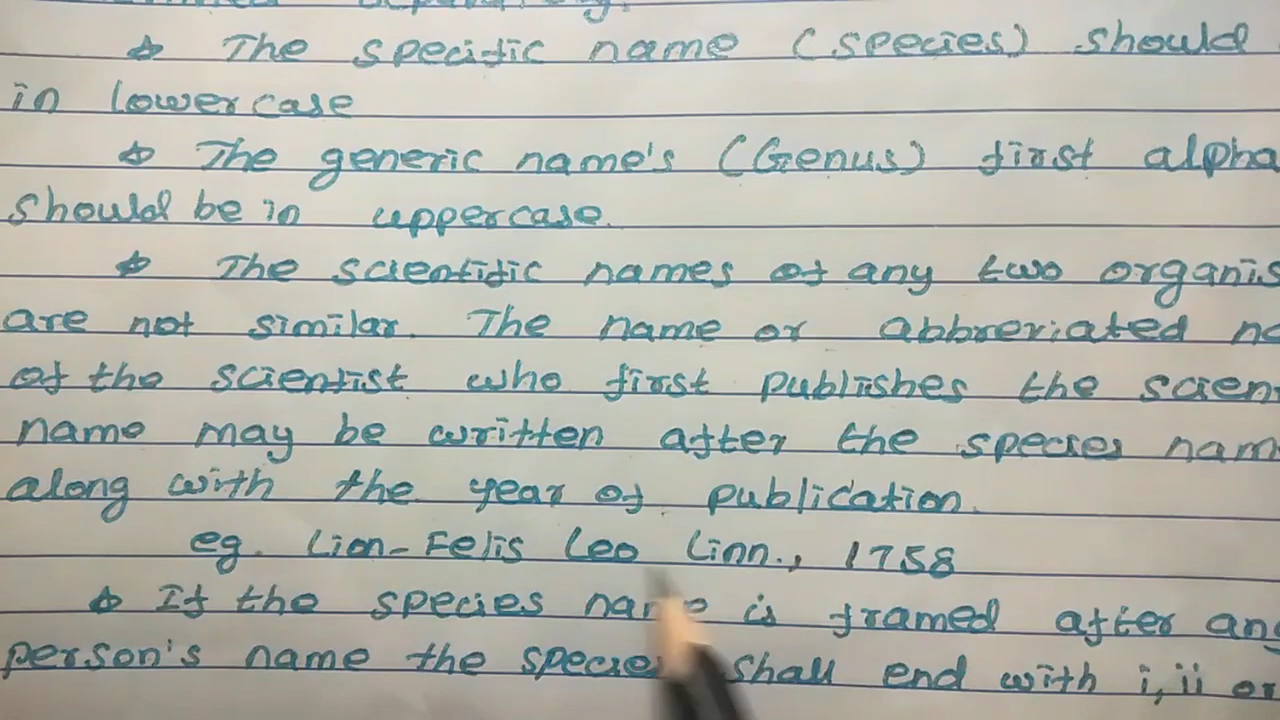 ☆ The specific name (species) should
in lowercase
☆ The generic name's (Genus) first alpha
should be in uppercase.
☆ The scientific names of any two organis
are not similar. The name or abbreviated na
of the scientist who first publishes the scien
name may be written after the species nam
along with the year of publication.
eg. Lion-Felis Leo Linn., 1758
☆ If the species name is framed after any
person's name the species shall end with i, ii or